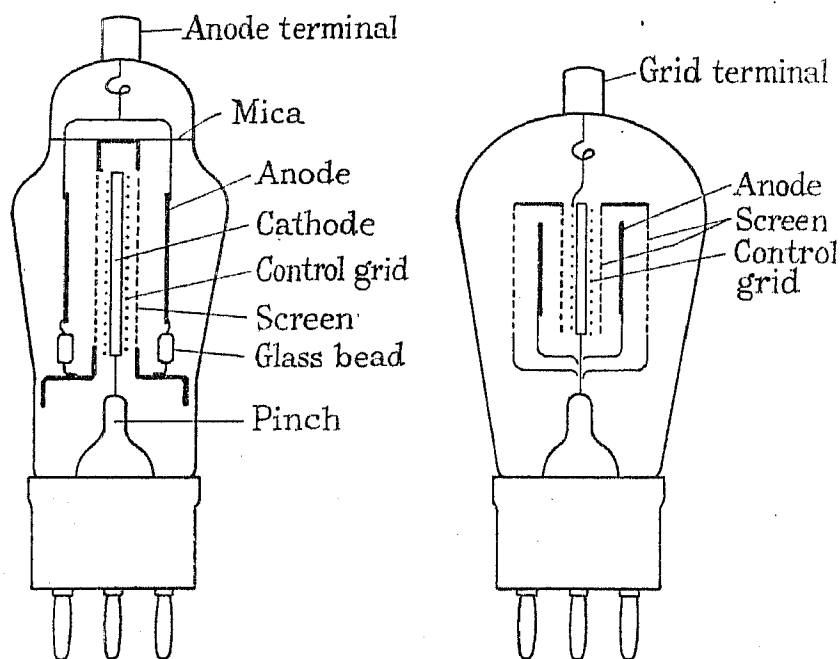 Anode terminal
Mica
Anode
Cathode
Control grid
Screen
Glass bead
Pinch
Grid terminal
Anode
Screen
Control
grid